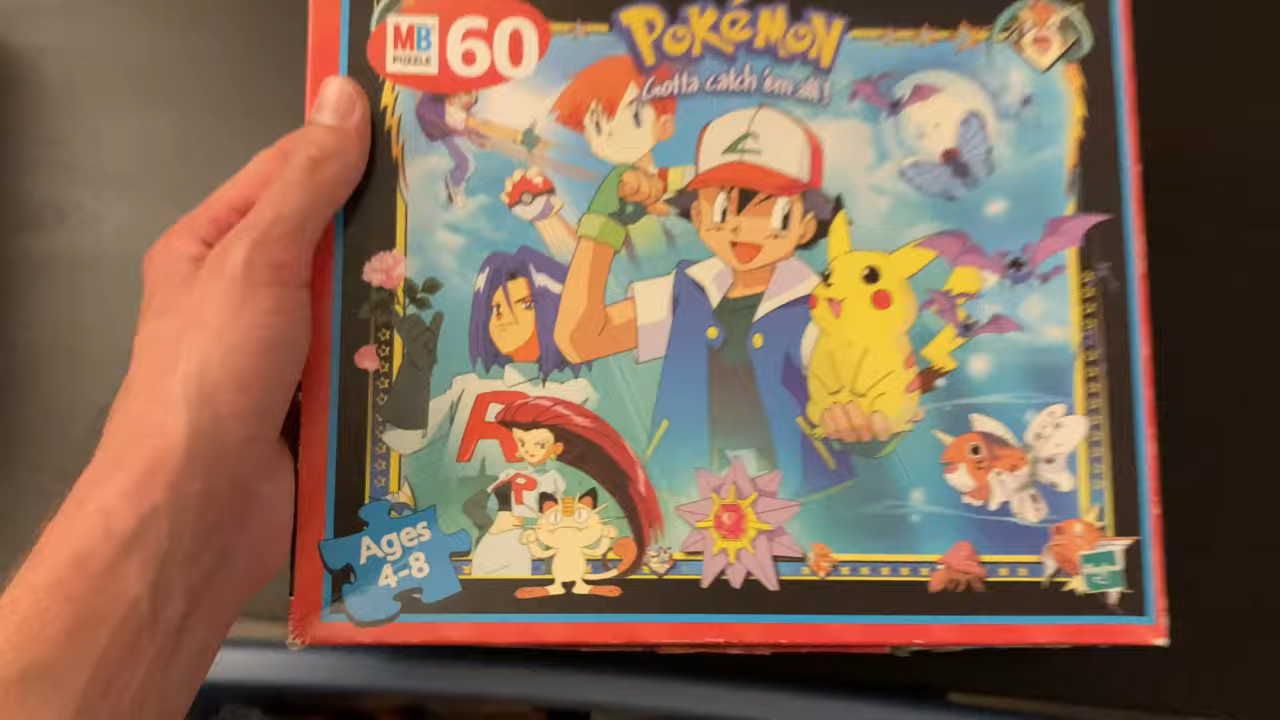 MB
PUZZLE
60
POKéMON
Gotta catch 'em all!
R
R
Ages
4-8